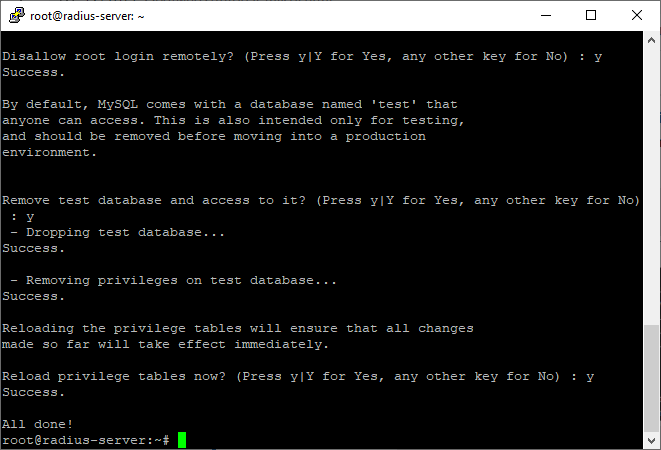 root@radius-server: ~
Disallow root login remotely? (Press y|Y for Yes, any other key for No) : y
Success.
By default, MySQL comes with a database named 'test' that
anyone can access. This is also intended only for testing,
and should be removed before moving into a production
environment.
Remove test database and access to it? (Press y|Y for Yes, any other key for No)
 : y
 - Dropping test database...
Success.
 - Removing privileges on test database...
Success.
Reloading the privilege tables will ensure that all changes
made so far will take effect immediately.
Reload privilege tables now? (Press y|Y for Yes, any other key for No) : y
Success.
All done!
root@radius-server:~#